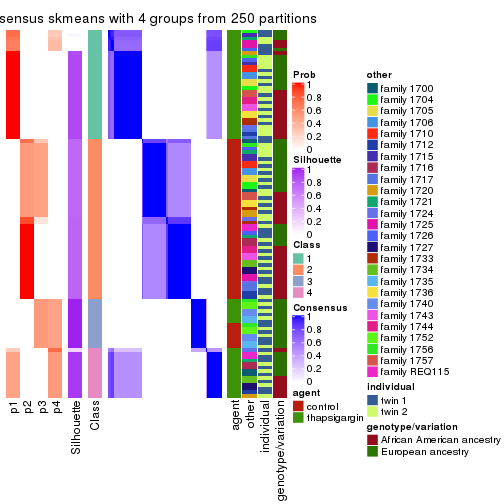 sensus skmeans with 4 groups from 250 partitions
p1
p2
p3
p4
Silhouette
Class
agent
other
individual
genotype/variation
Prob
1
0.8
0.6
0.4
0.2
0
Silhouette
1
0.8
0.6
0.4
0.2
0
Class
1
2
3
4
Consensus
1
0.8
0.6
0.4
0.2
0
agent
control
thapsigargin
other
family 1700
family 1704
family 1705
family 1706
family 1710
family 1712
family 1715
family 1716
family 1717
family 1720
family 1721
family 1724
family 1725
family 1726
family 1727
family 1733
family 1734
family 1735
family 1736
family 1740
family 1743
family 1744
family 1752
family 1756
family 1757
family REQ115
individual
twin 1
twin 2
genotype/variation
African American ancestry
European ancestry